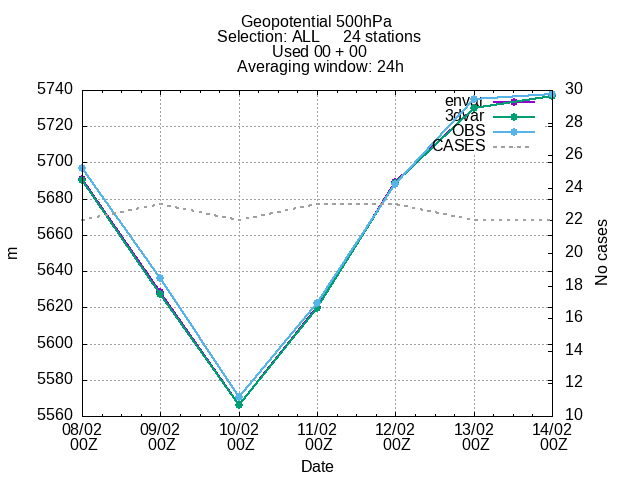 Geopotential 500hPa
Selection: ALL 24 stations
Used 00 + 00
Averaging window: 24h
5740
5720
5700
5680
5660
5640
5620
5600
5580
5560
m
30
28
26
24
22
20
18
16
14
12
10
No cases
envar
3dvar
OBS
CASES
08/02 09/02 10/02 11/02 12/02 13/02 14/02
00Z 00Z 00Z 00Z 00Z 00Z 00Z
Date